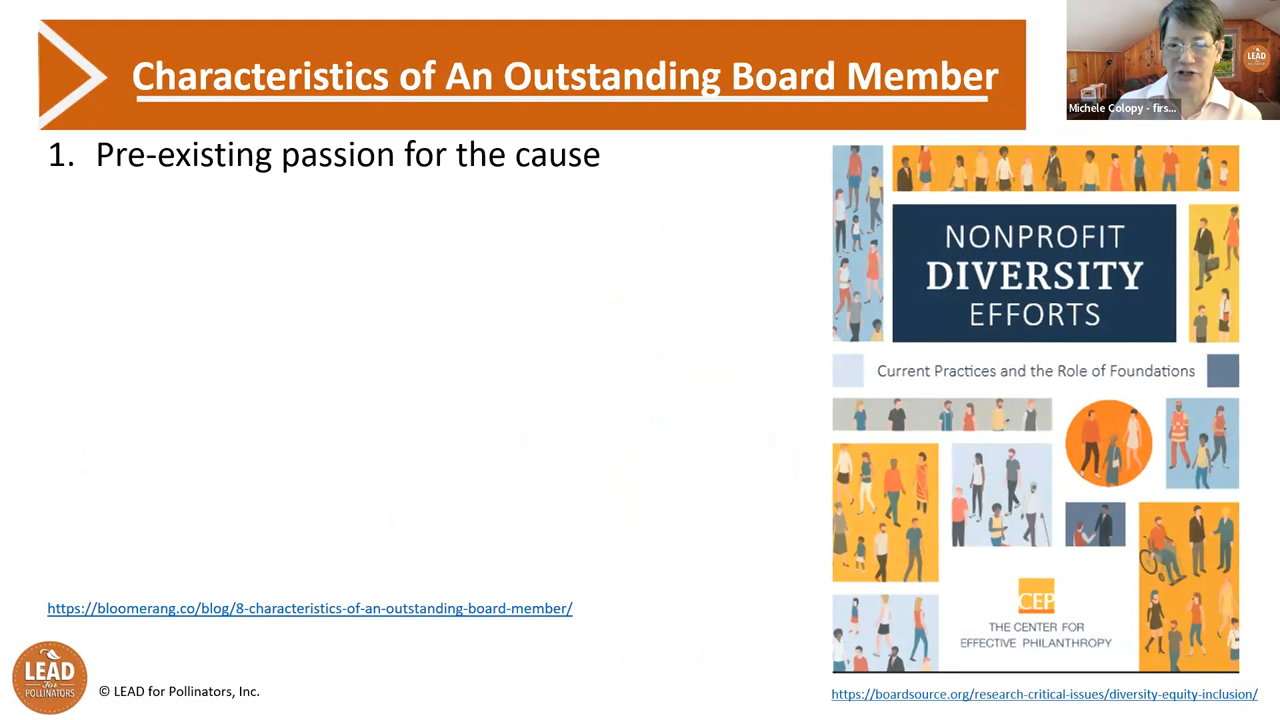 Characteristics of An Outstanding Board Member
1. Pre-existing passion for the cause
https://bloomerang.co/blog/8-characteristics-of-an-outstanding-board-member/
LEAD
for
POLLINATORS
© LEAD for Pollinators, Inc.
LEAD
Michele Colopy - firs...
NONPROFIT
DIVERSITY
EFFORTS
Current Practices and the Role of Foundations
CEP
THE CENTER FOR
EFFECTIVE PHILANTHROPY
https://boardsource.org/research-critical-issues/diversity-equity-inclusion/